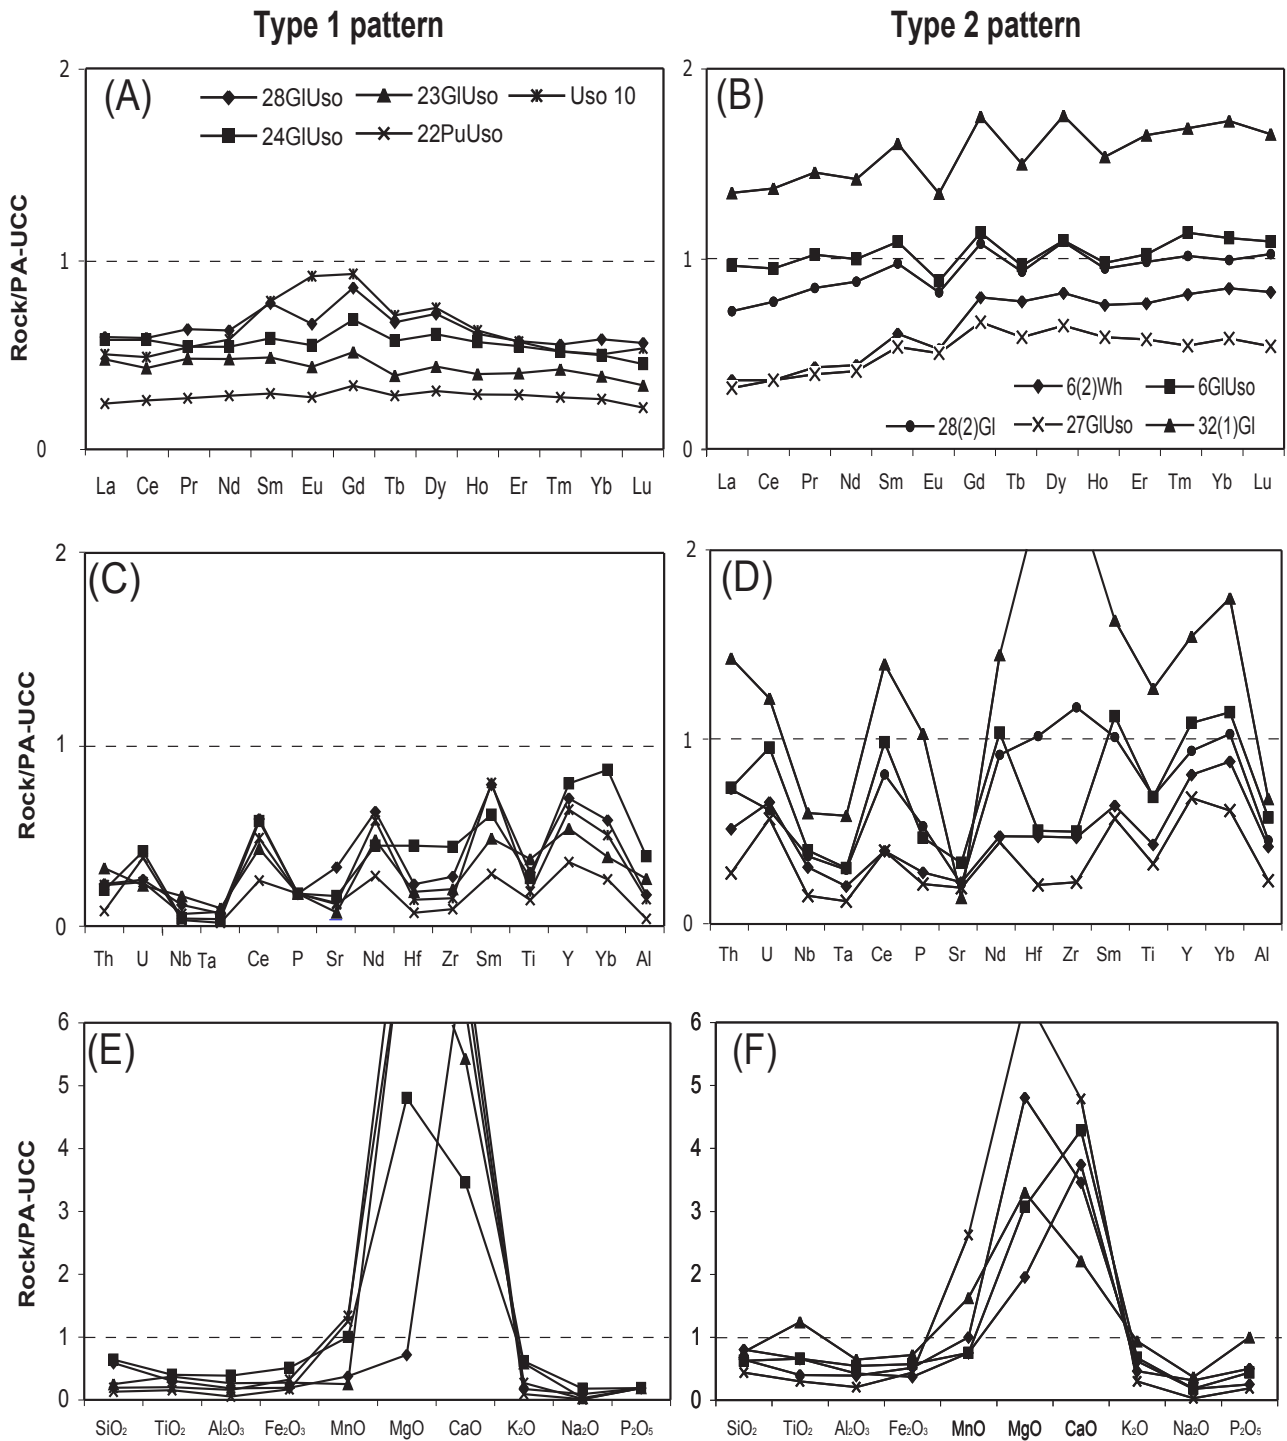 Type 1 pattern
Type 2 pattern
(A)
28GlUso 23GlUso Uso 10
24GlUso 22PuUso
2
1
0
Rock/PA-UCC
La Ce Pr Nd Sm Eu Gd Tb Dy Ho Er Tm Yb Lu
(B)
2
1
0
6(2)Wh 6GlUso
28(2)Gl 27GlUso 32(1)Gl
La Ce Pr Nd Sm Eu Gd Tb Dy Ho Er Tm Yb Lu
(C)
2
1
0
Rock/PA-UCC
Th U Nb Ta Ce P Sr Nd Hf Zr Sm Ti Y Yb Al
(D)
2
1
0
Th U Nb Ta Ce P Sr Nd Hf Zr Sm Ti Y Yb Al
(E)
6
5
4
3
2
1
0
Rock/PA-UCC
SiO₂ TiO₂ Al₂O₃ Fe₂O₃ MnO MgO CaO K₂O Na₂O P₂O₅
(F)
6
5
4
3
2
1
0
SiO₂ TiO₂ Al₂O₃ Fe₂O₃ MnO MgO CaO K₂O Na₂O P₂O₅